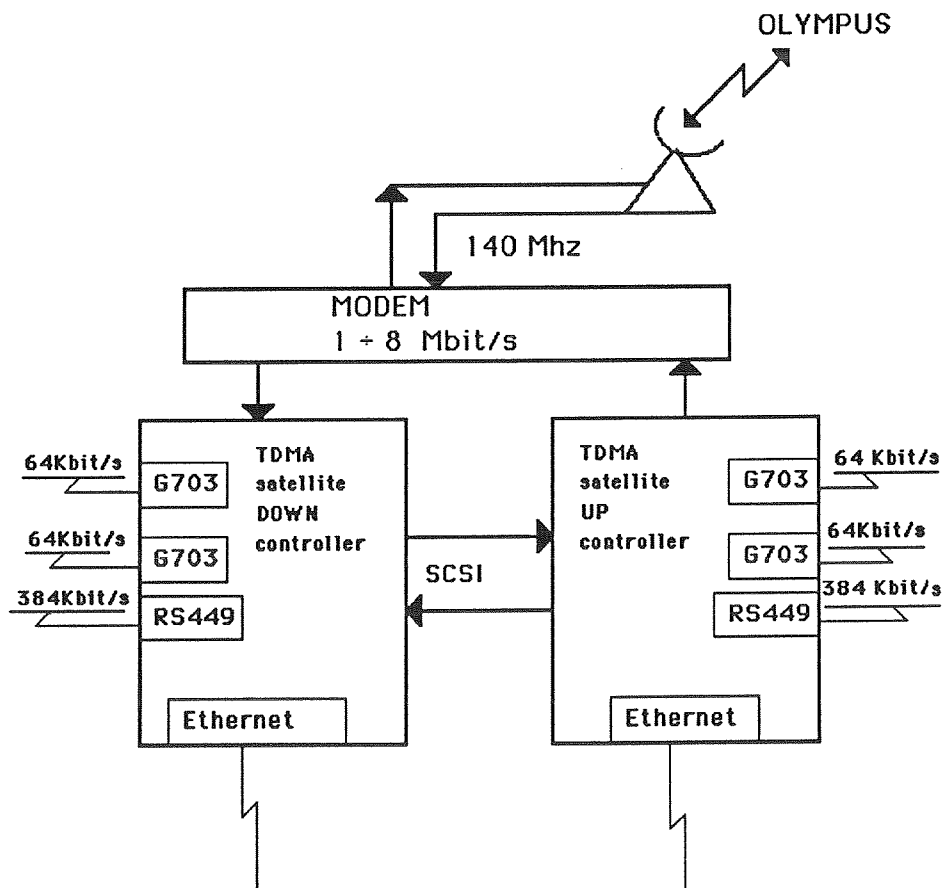 OLYMPUS
140 Mhz
MODEM
1 ÷ 8 Mbit/s
64Kbit/s
G703
64Kbit/s
G703
384Kbit/s
RS449
TDMA
satellite
DOWN
controller
Ethernet
SCSI
TDMA
satellite
UP
controller
G703
64 Kbit/s
G703
64Kbit/s
RS449
384 Kbit/s
Ethernet